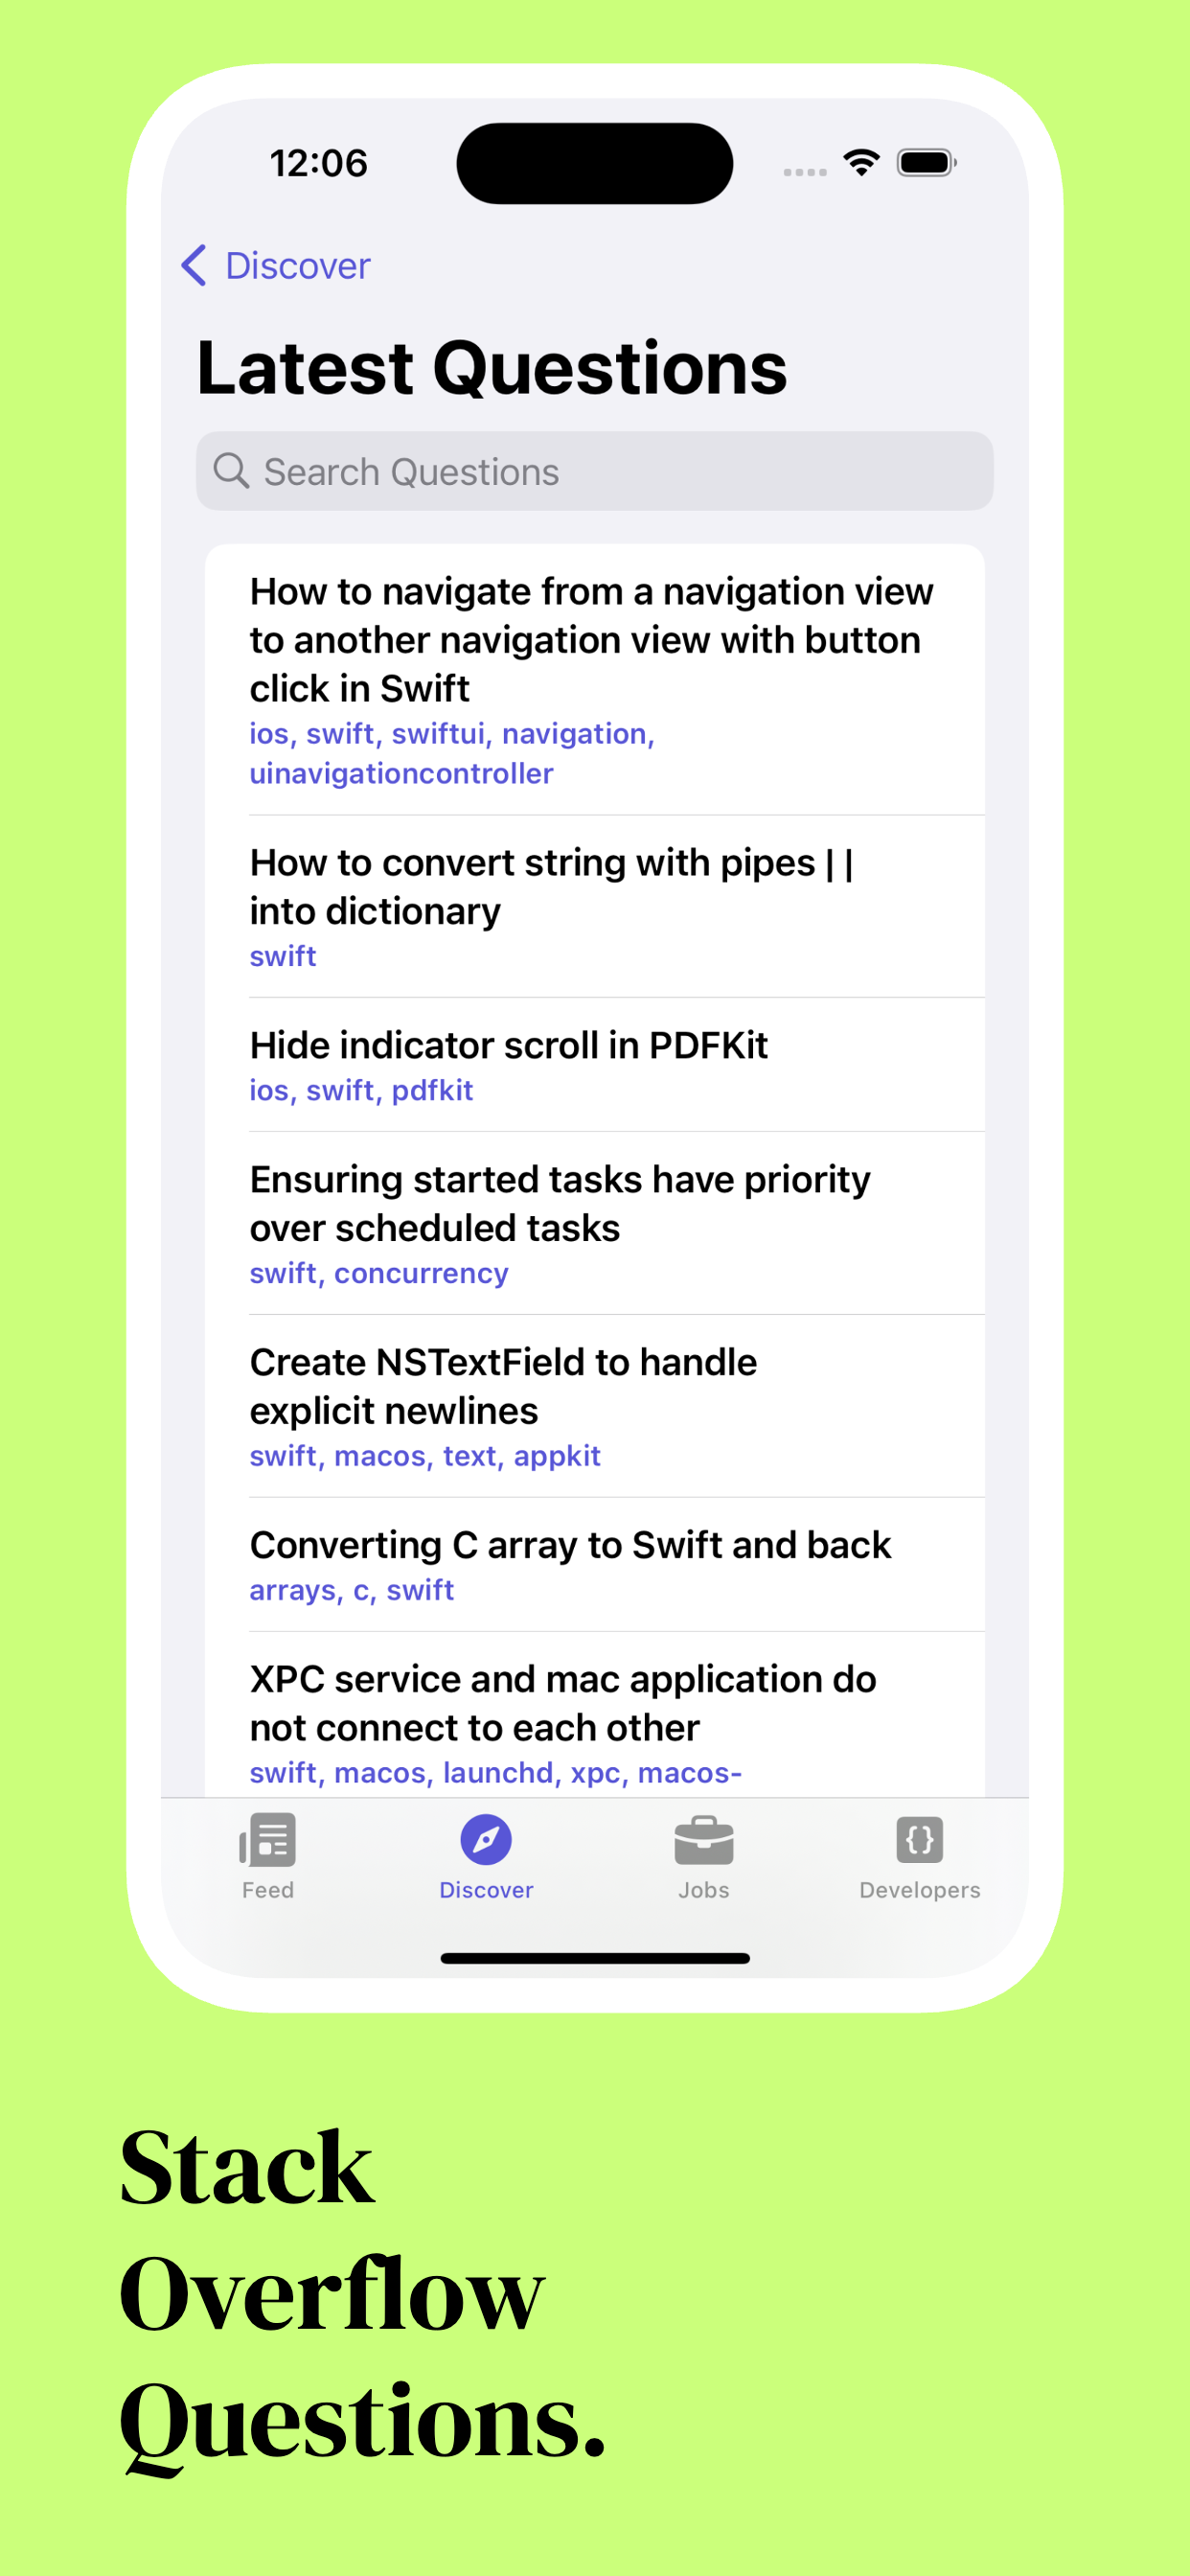 12:06
Discover
Latest Questions
Search Questions
How to navigate from a navigation view
to another navigation view with button
click in Swift
ios, swift, swiftui, navigation,
uinavigationcontroller
How to convert string with pipes | |
into dictionary
swift
Hide indicator scroll in PDFKit
ios, swift, pdfkit
Ensuring started tasks have priority
over scheduled tasks
swift, concurrency
Create NSTextField to handle
explicit newlines
swift, macos, text, appkit
Converting C array to Swift and back
arrays, c, swift
XPC service and mac application do
not connect to each other
swift, macos, launchd, xpc, macos-
Feed
Discover
Jobs
Developers
Stack
Overflow
Questions.